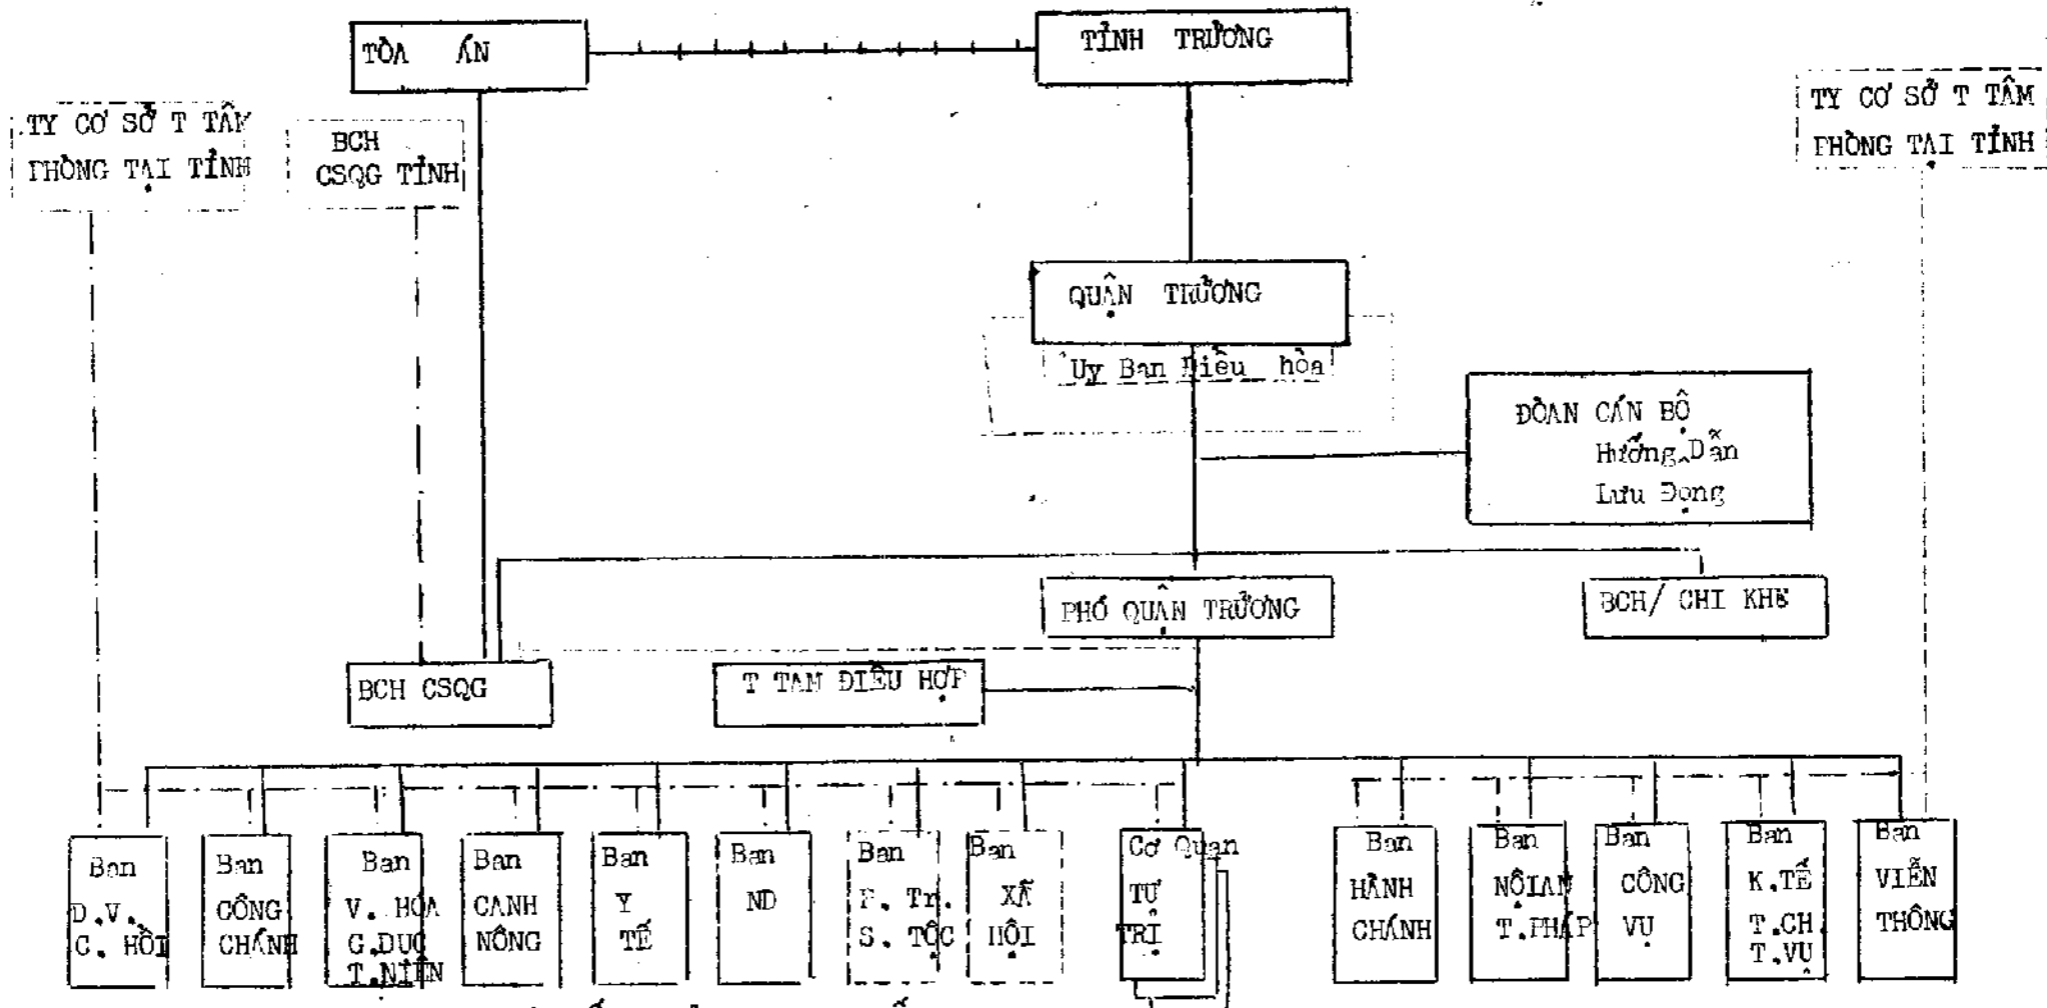 TÒA ÁN
TỈNH TRƯỞNG
TY CƠ SỞ T TÂM
PHÒNG TẠI TỈNH
BCH
CSQG TỈNH
TY CƠ SỞ T TÂM
PHÒNG TẠI TỈNH
QUẬN TRƯỞNG
Uy Ban Điều hòa
ĐÒAN CÁN BỘ
Hướng Dẫn
Lưu Động
PHÓ QUẬN TRƯỞNG
BCH/ CHI KHU
BCH CSQG
T TAM ĐIỀU HỢP
Ban
D.V.
C. HỒI
Ban
CÔNG
CHÁNH
Ban
V. HÓA
G.DỤC
T.NIÊN
Ban
CANH
NÔNG
Ban
Y
TẾ
Ban
ND
Ban
P. Tr.
S. TỘC
Ban
XÃ
HỘI
Cơ Quan
TỰ
TRỊ
Ban
HÀNH
CHÁNH
Ban
NỘI AN
T.PHÁP
Ban
CÔNG
VỤ
Ban
K.TẾ
T.CH.
T.VỤ
Ban
VIỄN
THÔNG